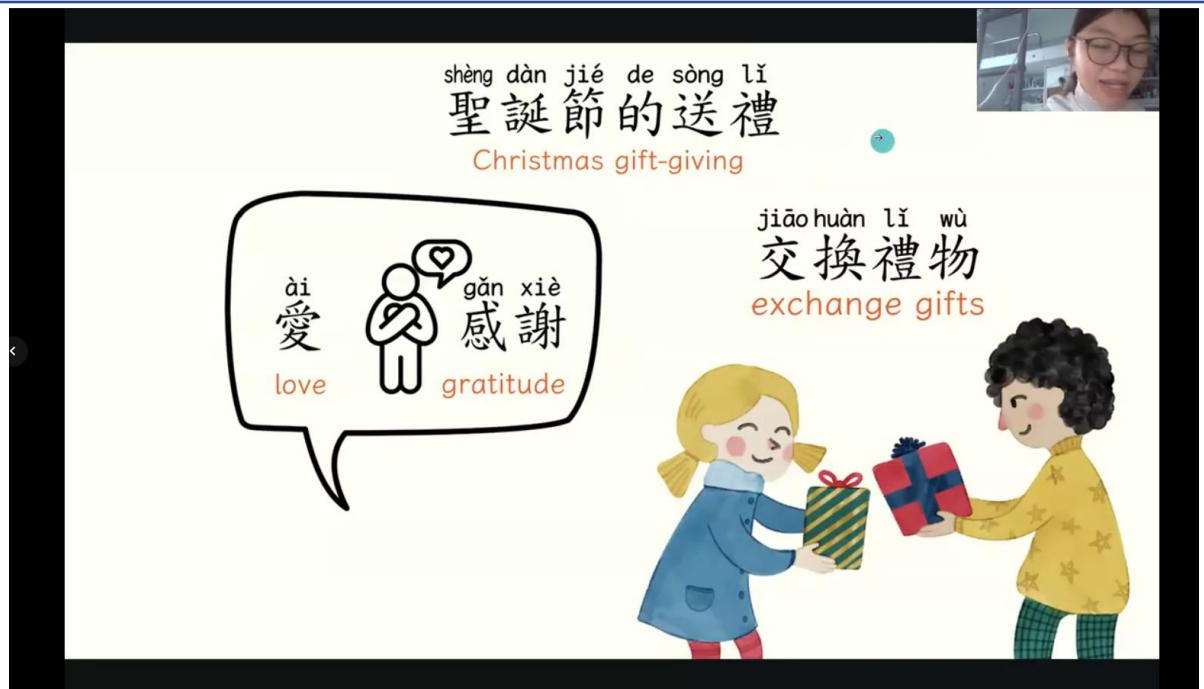 shèng dàn jié de sòng lǐ
聖誕節的送禮
Christmas gift-giving
jiāo huàn lǐ wù
交換禮物
exchange gifts
ài
愛
love
gǎn xiè
感謝
gratitude